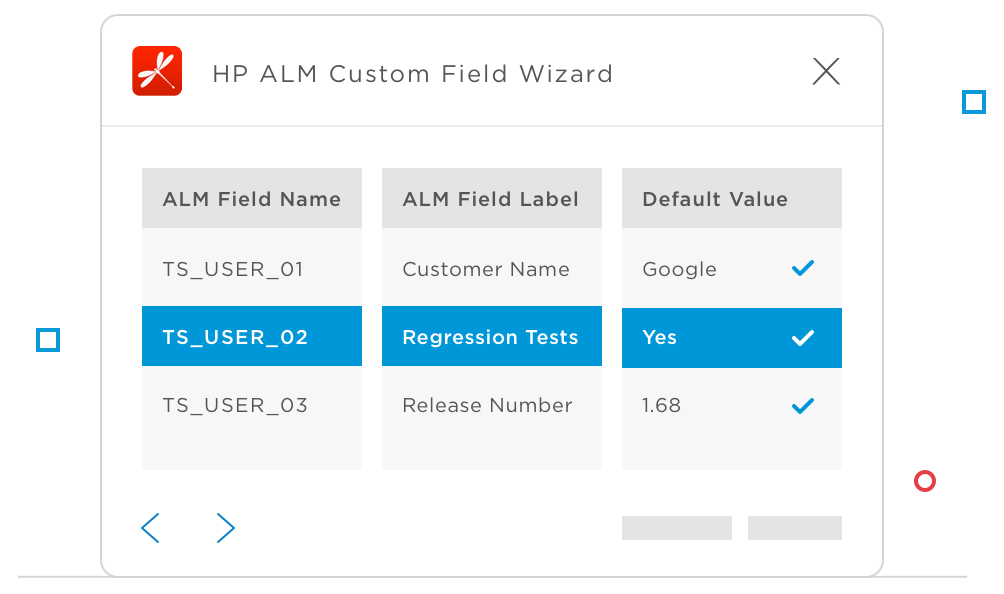 HP ALM Custom Field Wizard
ALM Field Name ALM Field Label Default Value
TS_USER_01 Customer Name Google
TS_USER_02 Regression Tests Yes
TS_USER_03 Release Number 1.68